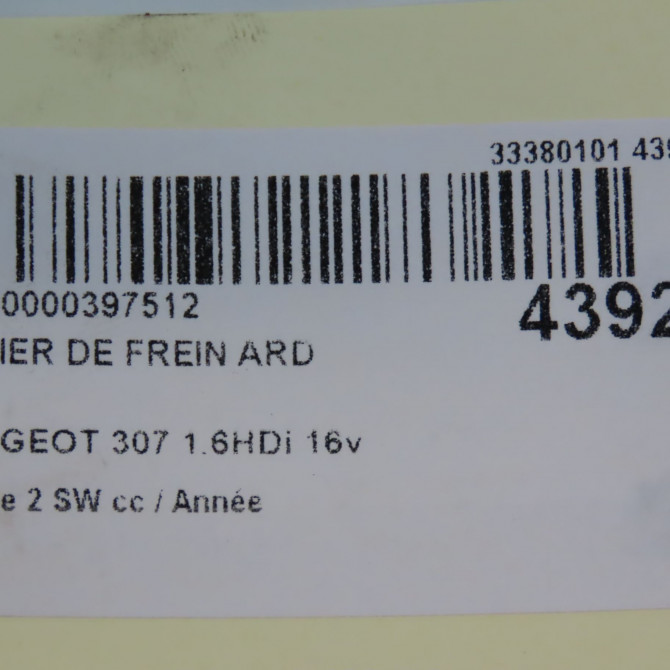 33380101 439
0000397512
4392
IER DE FREIN ARD
GEOT 307 1.6HDi 16v
e 2 SW cc / Année